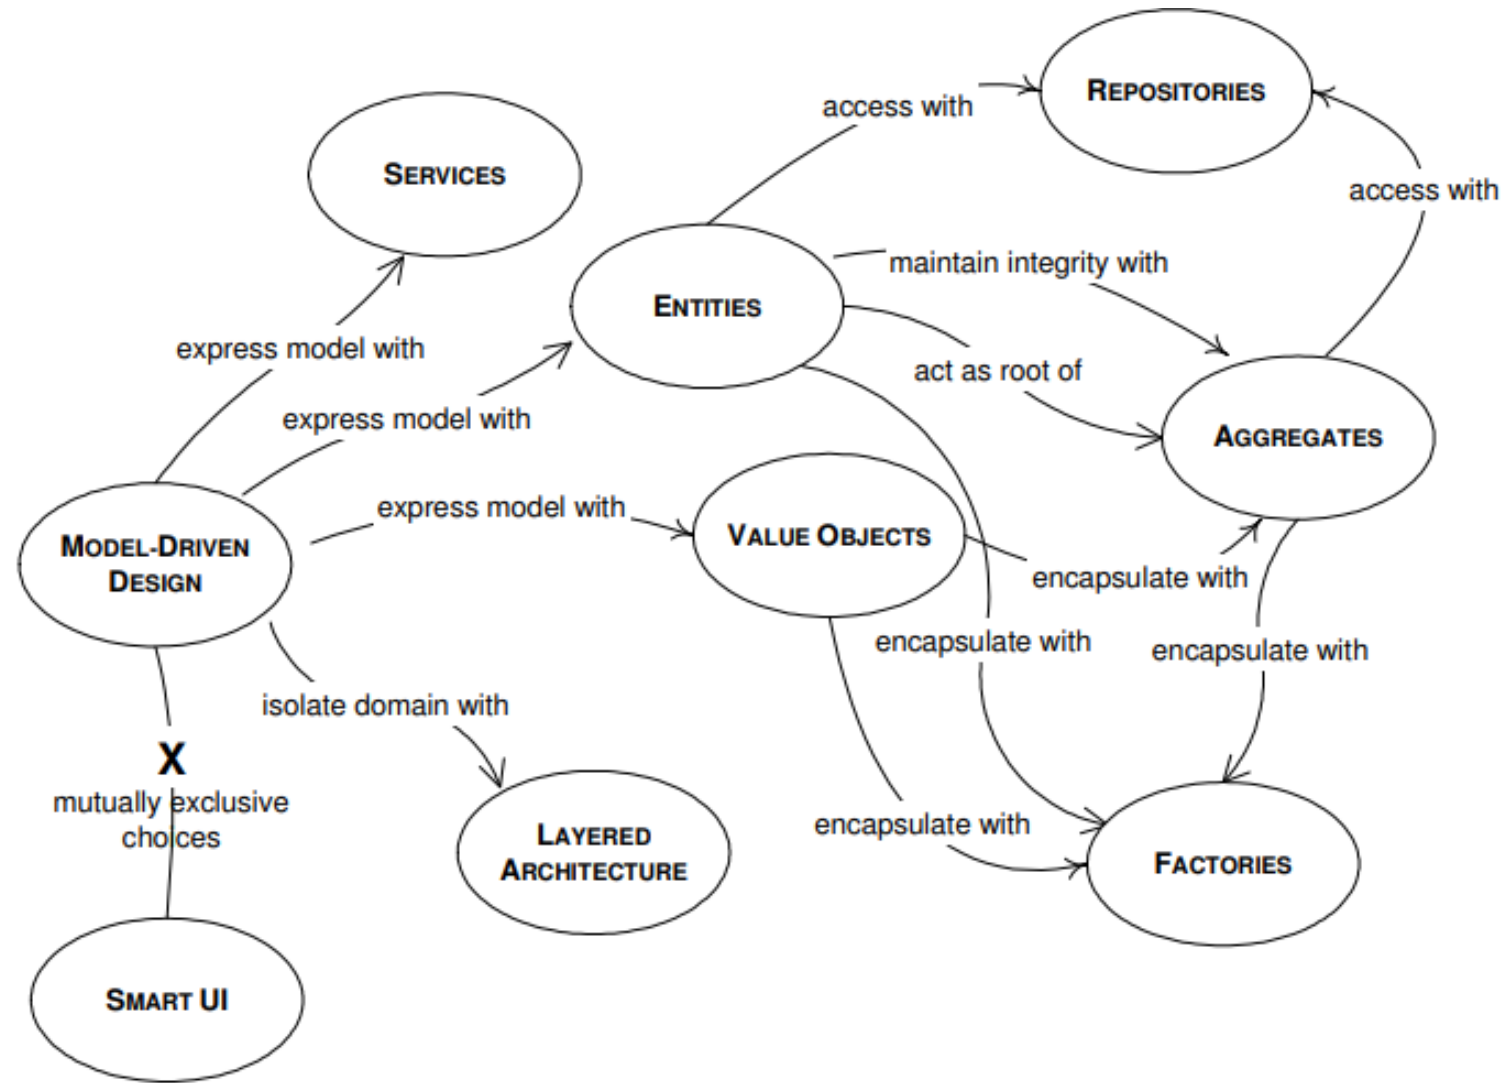 REPOSITORIES
access with
SERVICES
access with
maintain integrity with
ENTITIES
express model with
act as root of
express model with
AGGREGATES
express model with
VALUE OBJECTS
MODEL-DRIVEN
DESIGN
encapsulate with
encapsulate with
encapsulate with
isolate domain with
X
mutually exclusive
choices
encapsulate with
LAYERED
ARCHITECTURE
FACTORIES
SMART UI